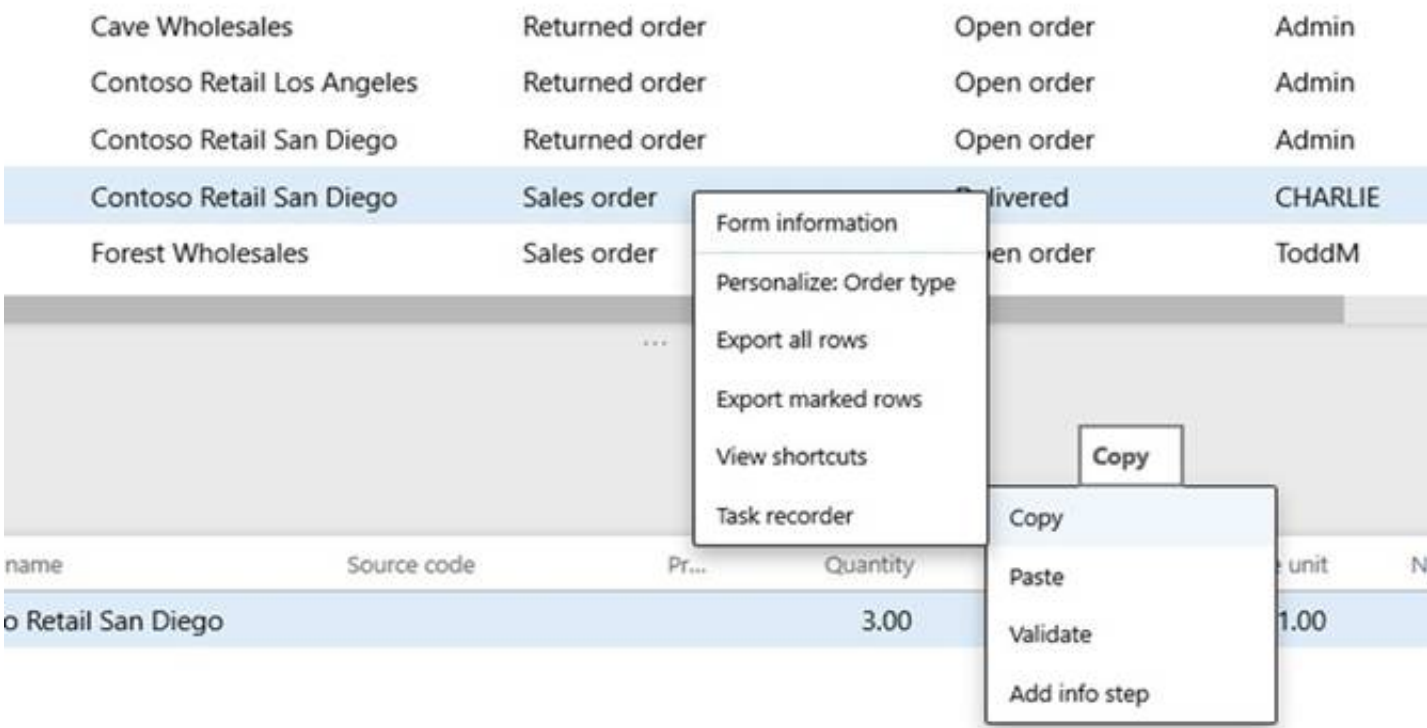 Cave Wholesales Returned order Open order Admin
Contoso Retail Los Angeles Returned order Open order Admin
Contoso Retail San Diego Returned order Open order Admin
Contoso Retail San Diego Sales order livered CHARLIE
Forest Wholesales Sales order en order ToddM
Form information
Personalize: Order type
Export all rows
Export marked rows
View shortcuts
Task recorder
...
Copy
Copy
Paste
Validate
Add info step
name Source code Pr... Quantity unit N
o Retail San Diego 3.00 1.00